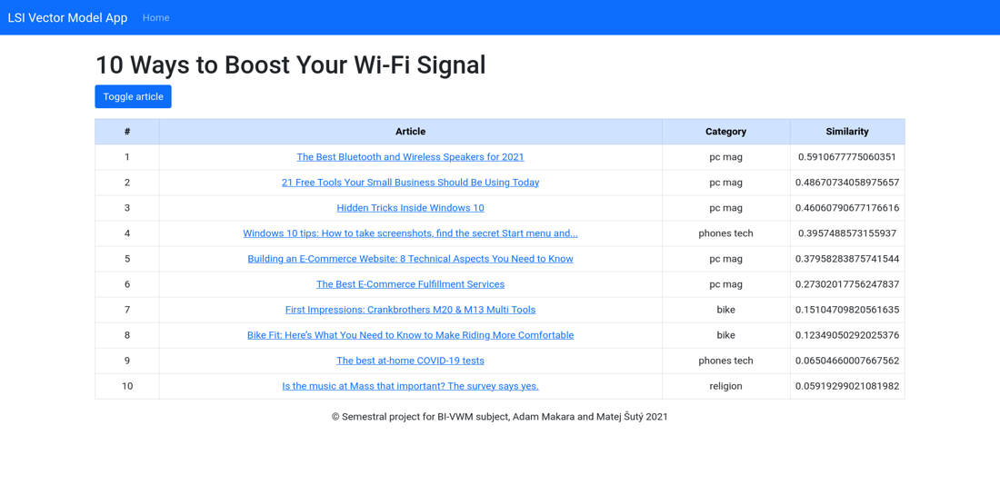 LSI Vector Model App Home
10 Ways to Boost Your Wi-Fi Signal
Toggle article
# Article Category Similarity
1 The Best Bluetooth and Wireless Speakers for 2021 pc mag 0.5910677775060351
2 21 Free Tools Your Small Business Should Be Using Today pc mag 0.48670734058975657
3 Hidden Tricks Inside Windows 10 pc mag 0.46060790677176616
4 Windows 10 tips: How to take screenshots, find the secret Start menu and... phones tech 0.3957488573155937
5 Building an E-Commerce Website: 8 Technical Aspects You Need to Know pc mag 0.37958283875741544
6 The Best E-Commerce Fulfillment Services pc mag 0.27302017756247837
7 First Impressions: Crankbrothers M20 & M13 Multi Tools bike 0.15104709820561635
8 Bike Fit: Here’s What You Need to Know to Make Riding More Comfortable bike 0.12349050292025376
9 The best at-home COVID-19 tests phones tech 0.06504660007667562
10 Is the music at Mass that important? The survey says yes. religion 0.05919299021081982
© Semestral project for BI-VWM subject, Adam Makara and Matej Šutý 2021